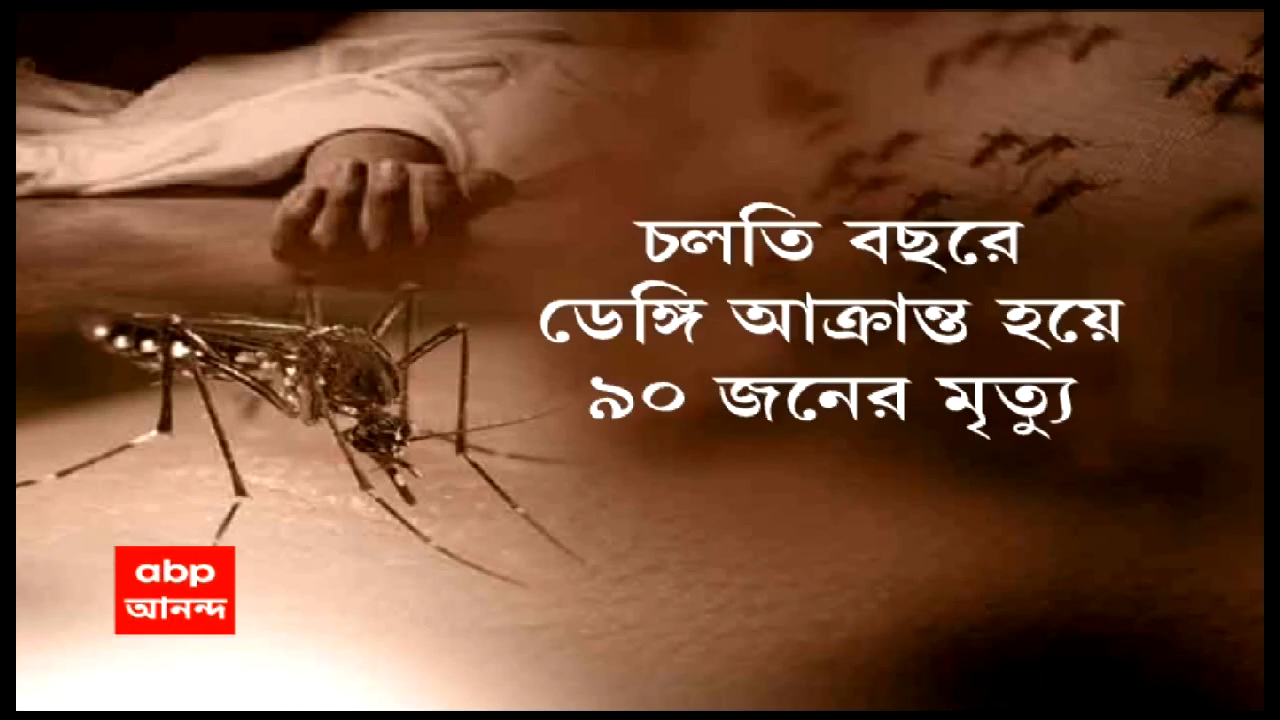 চলতি বছরে
ডেঙ্গি আক্রান্ত হয়ে
৯০ জনের মৃত্যু
abp
আনন্দ